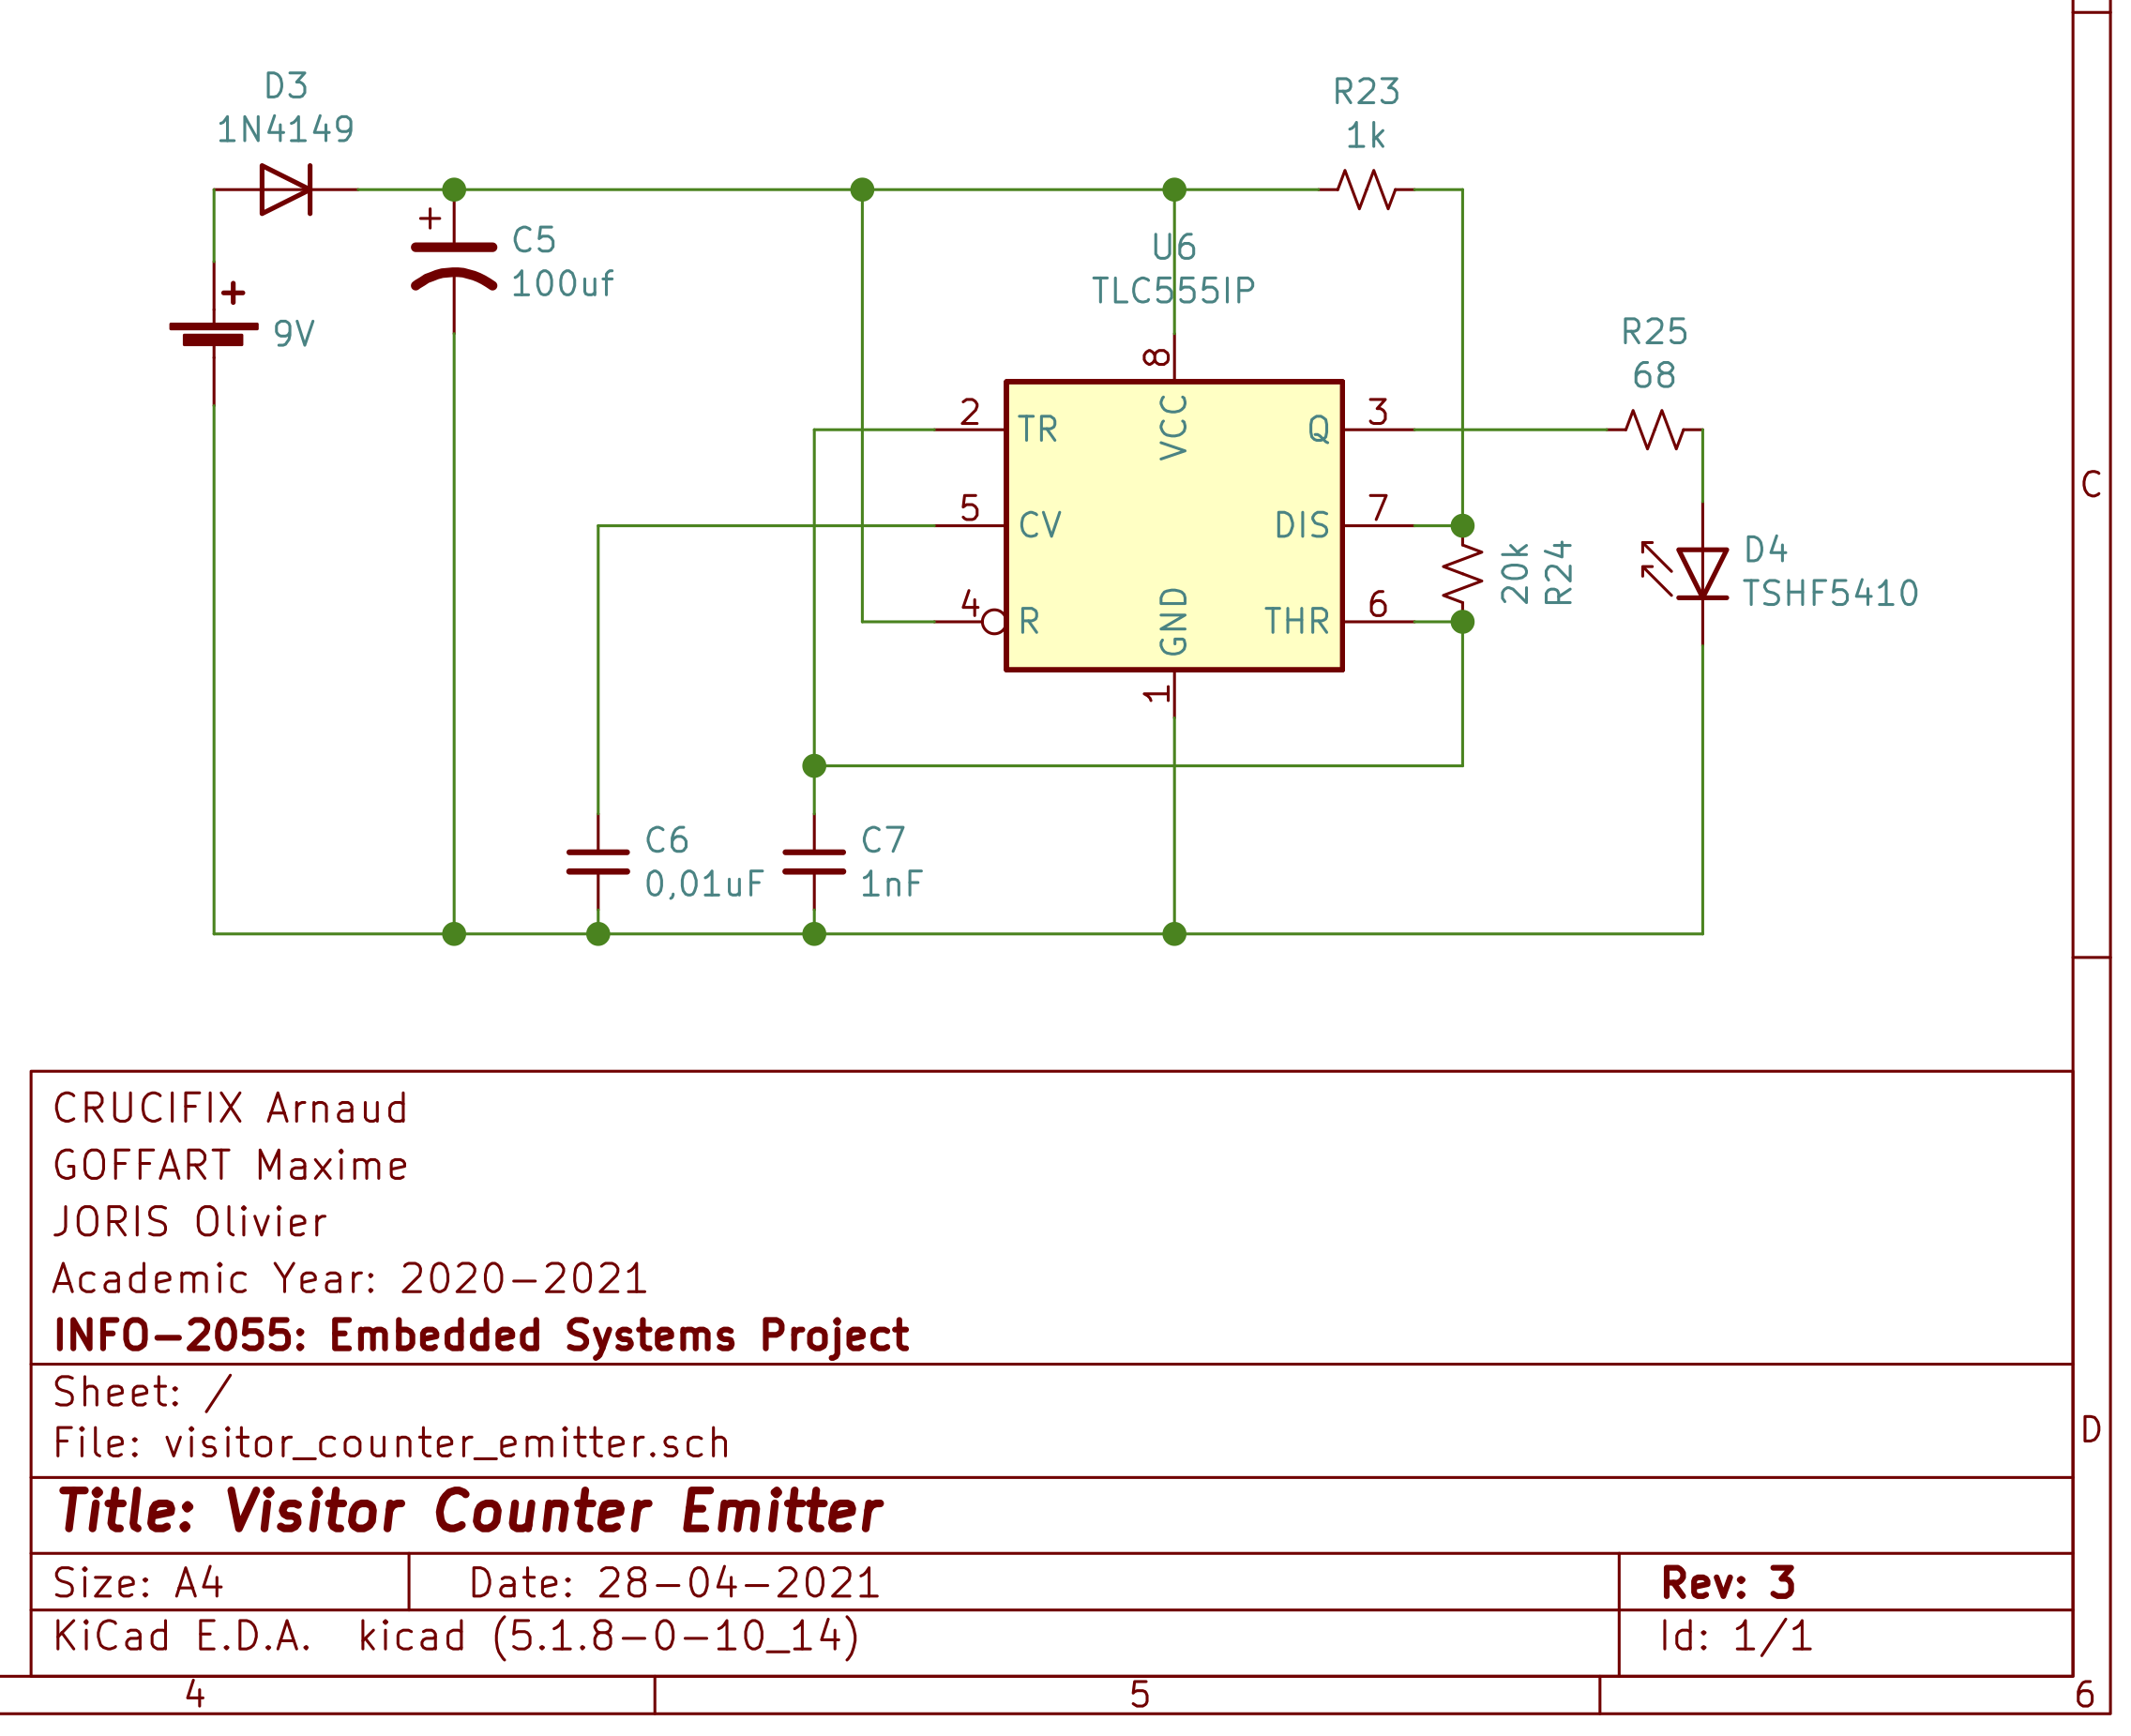 D3
1N4149
R23
1k
+
C5
100uf
U6
TLC555IP
+
9V
R25
68
8
2
TR
VCC
Q
3
C
5
CV
DIS
7
20k
R24
D4
TSHF5410
4
R
GND
THR
6
1
C6
0,01uF
C7
1nF
CRUCIFIX Arnaud
GOFFART Maxime
JORIS Olivier
Academic Year: 2020-2021
INFO-2055: Embedded Systems Project
Sheet: /
File: visitor_counter_emitter.sch
D
Title: Visitor Counter Emitter
Size: A4
Date: 28-04-2021
Rev: 3
KiCad E.D.A.  kicad (5.1.8-0-10_14)
Id: 1/1
4
5
6